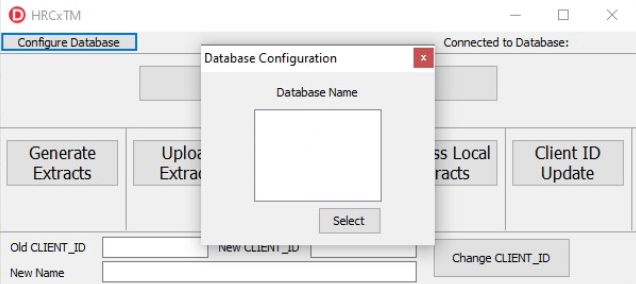 HRCxTM
Configure Database
Connected to Database:
Database Configuration
x
Database Name
Select
Generate
Extracts
Uploa
Extrac
ss Local
racts
Client ID
Update
Old CLIENT_ID
New CLIENT_ID
Change CLIENT_ID
New Name